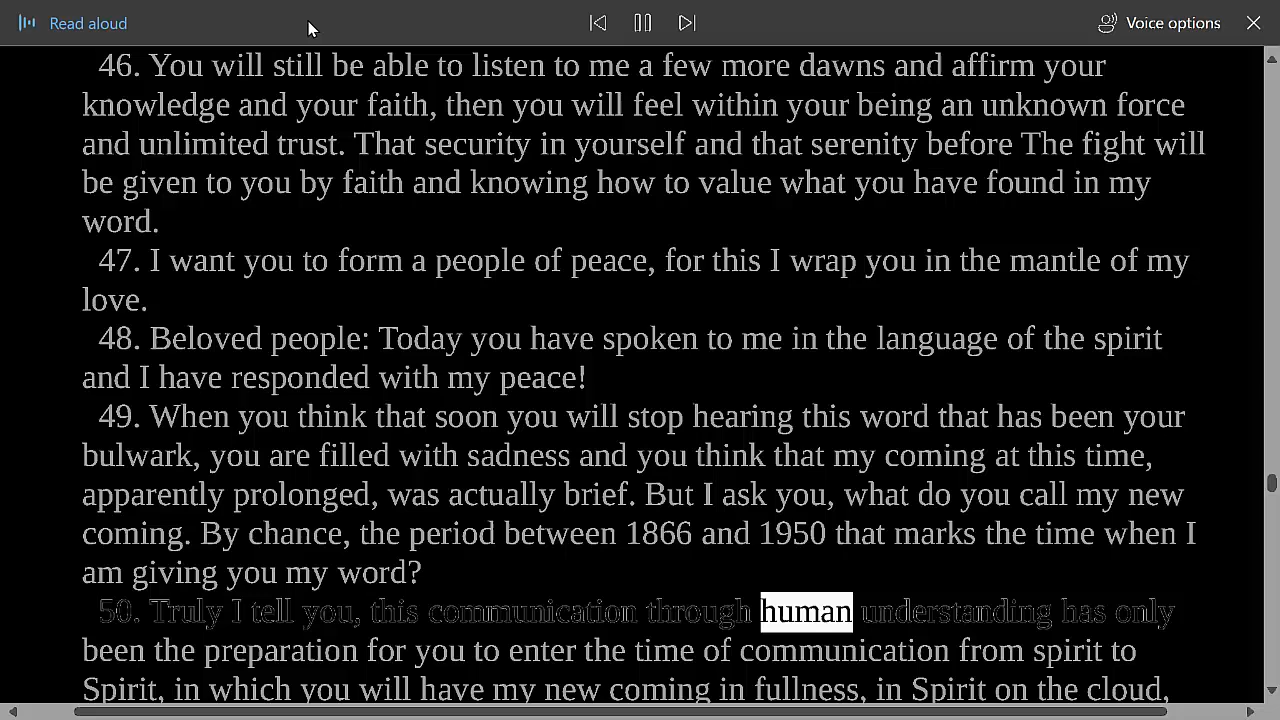 Read aloud
Voice options
46. You will still be able to listen to me a few more dawns and affirm your
knowledge and your faith, then you will feel within your being an unknown force
and unlimited trust. That security in yourself and that serenity before The fight will
be given to you by faith and knowing how to value what you have found in my
word.
47. I want you to form a people of peace, for this I wrap you in the mantle of my
love.
48. Beloved people: Today you have spoken to me in the language of the spirit
and I have responded with my peace!
49. When you think that soon you will stop hearing this word that has been your
bulwark, you are filled with sadness and you think that my coming at this time,
apparently prolonged, was actually brief. But I ask you, what do you call my new
coming. By chance, the period between 1866 and 1950 that marks the time when I
am giving you my word?
50. Truly I tell you, this communication through human understanding has only
been the preparation for you to enter the time of communication from spirit to
Spirit, in which you will have my new coming in fullness, in Spirit on the cloud,